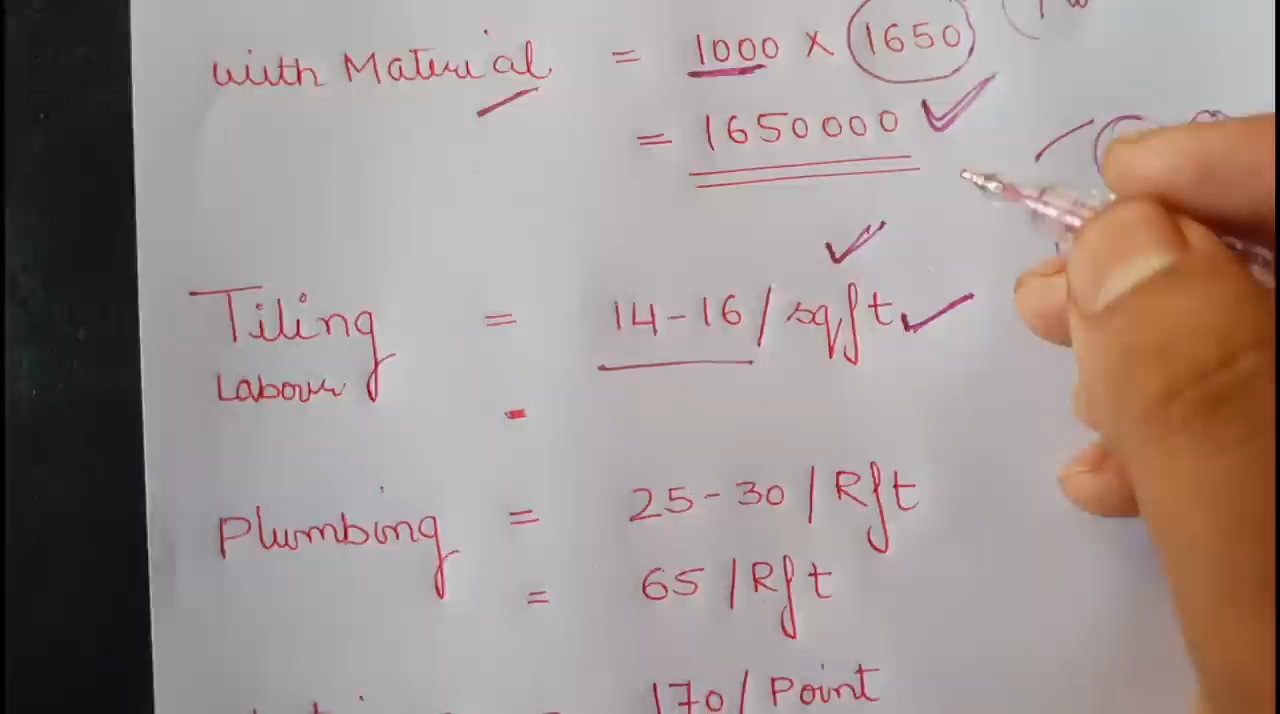 with Material = 1000 × 1650
= 1650000
Tiling = 14-16/sqft
Labour
Plumbing = 25-30/Rft
= 65/Rft
170/Point